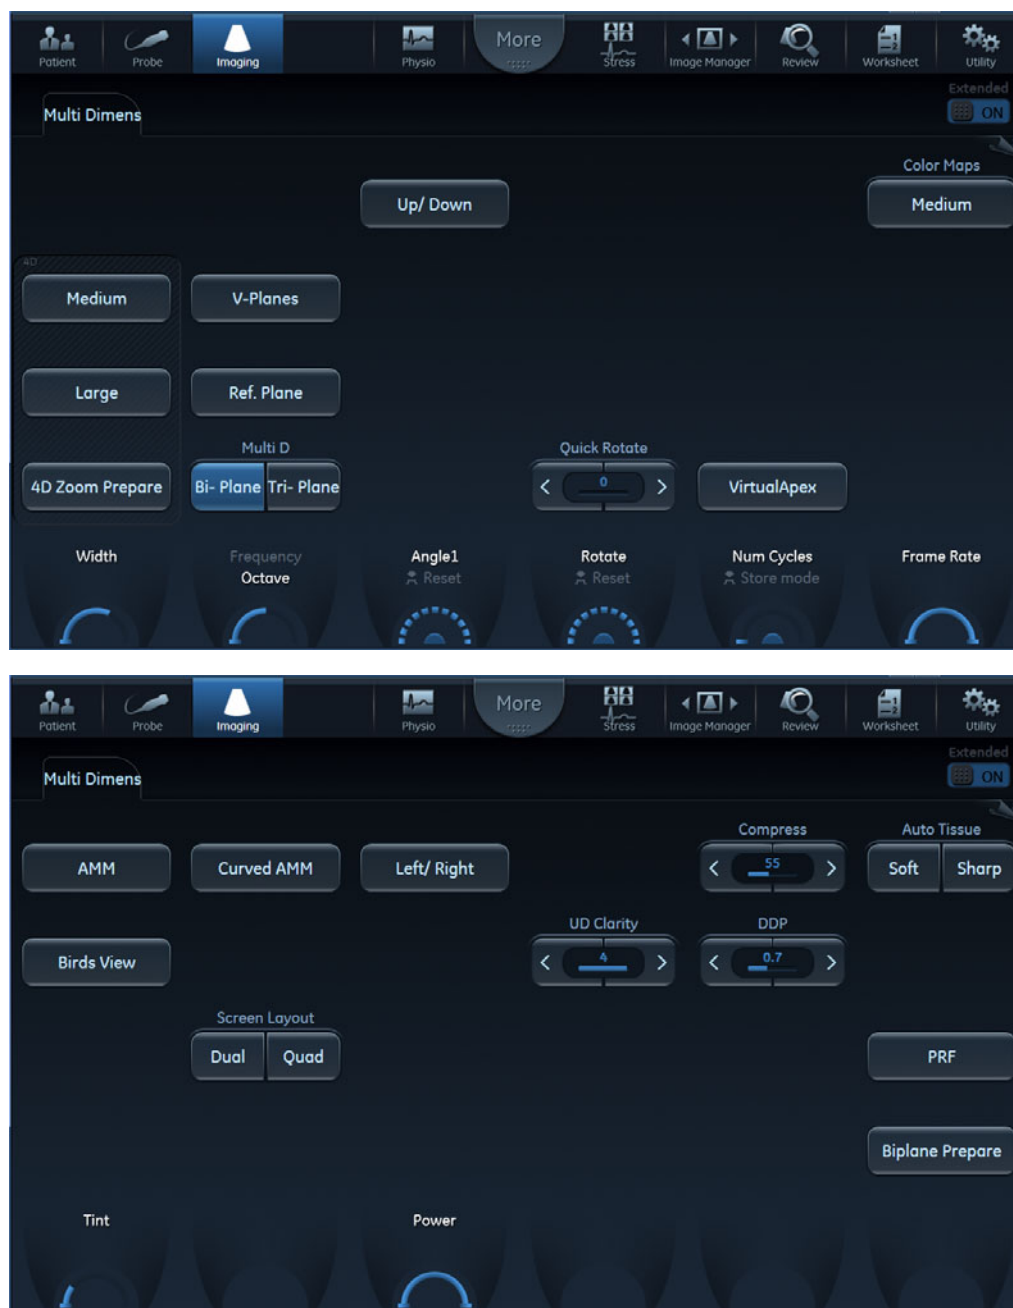 Patient Probe Imaging Physio More Stress Image Manager Review Worksheet Utility
Extended
Multi Dimens ON
Color Maps
Up/ Down Medium
4D
Medium V-Planes
Large Ref. Plane
Multi D Quick Rotate
4D Zoom Prepare Bi- Plane Tri- Plane < 0 > VirtualApex
Width Frequency Angle1 Rotate Num Cycles Frame Rate
Octave Reset Reset Store mode
Patient Probe Imaging Physio More Stress Image Manager Review Worksheet Utility
Extended
Multi Dimens ON
Compress Auto Tissue
AMM Curved AMM Left/ Right < 55 > Soft Sharp
UD Clarity DDP
Birds View < 4 > < 0.7 >
Screen Layout
Dual Quad PRF
Biplane Prepare
Tint Power